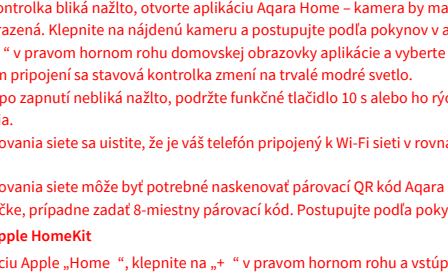 ontrolka bliká nažlto, otvorte aplikáciu Aqara Home – kamera by ma
razená. Klepnite na nájdenú kameru a postupujte podľa pokynov v a
“ v pravom hornom rohu domovskej obrazovky aplikácie a vyberte
m pripojení sa stavová kontrolka zmení na trvalé modré svetlo.
po zapnutí nebliká nažlto, podržte funkčné tlačidlo 10 s alebo ho rý
ia.
ovania siete sa uistite, že je váš telefón pripojený k Wi-Fi sieti v rovna
ovania siete môže byť potrebné naskenovať párovací QR kód Aqara
čke, prípadne zadať 8-miestny párovací kód. Postupujte podľa poky
pple HomeKit
ciu Apple „Home “, klepnite na „+ “ v pravom hornom rohu a vstúp